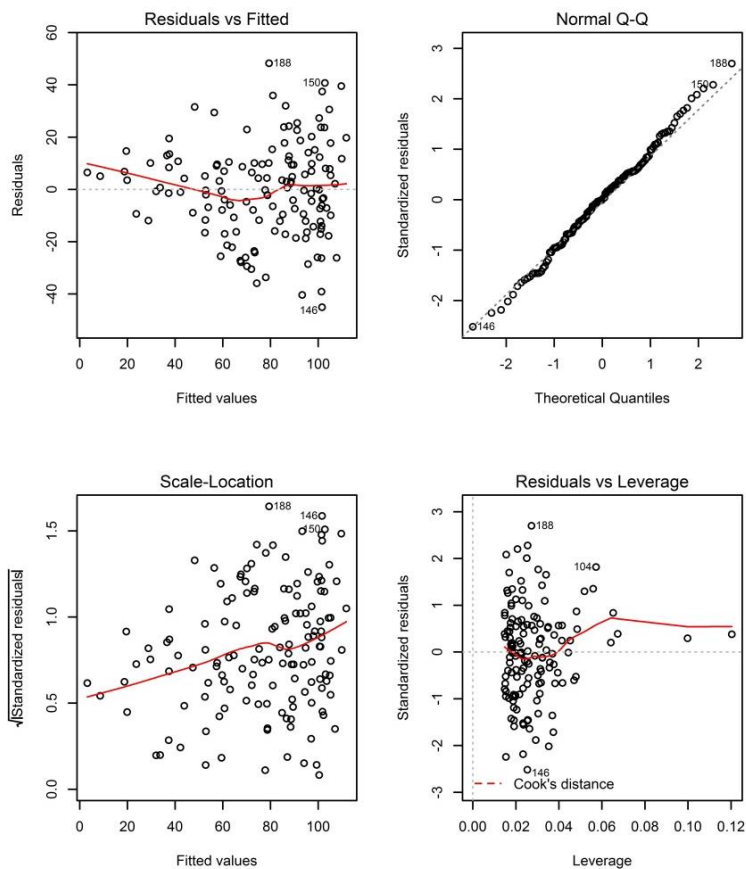 Residuals vs Fitted
Residuals
60
40
20
0
-20
-40
188
150
146
0 20 40 60 80 100
Fitted values
Normal Q-Q
Standardized residuals
3
2
1
0
-1
-2
188
150
146
-2 -1 0 1 2
Theoretical Quantiles
Scale-Location
√|Standardized residuals|
1.5
1.0
0.5
0.0
188
146
150
0 20 40 60 80 100
Fitted values
Residuals vs Leverage
Standardized residuals
3
2
1
0
-1
-2
-3
188
104
146
Cook's distance
0.00 0.02 0.04 0.06 0.08 0.10 0.12
Leverage